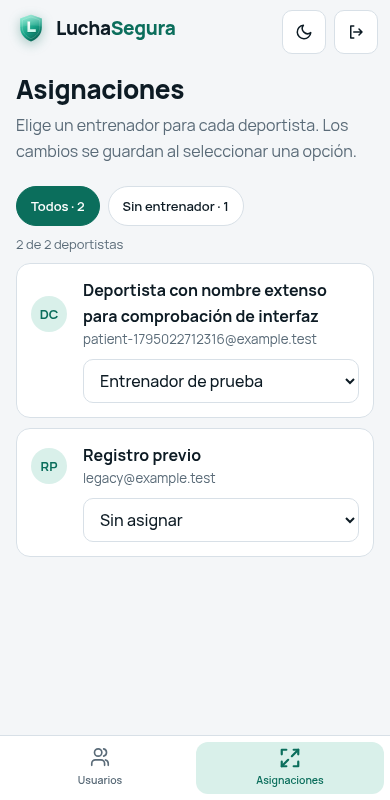 LuchaSegura
Asignaciones
Elige un entrenador para cada deportista. Los
cambios se guardan al seleccionar una opción.
Todos · 2
Sin entrenador · 1
2 de 2 deportistas
DC
Deportista con nombre extenso
para comprobación de interfaz
patient-1795022712316@example.test
Entrenador de prueba
RP
Registro previo
legacy@example.test
Sin asignar
Usuarios
Asignaciones